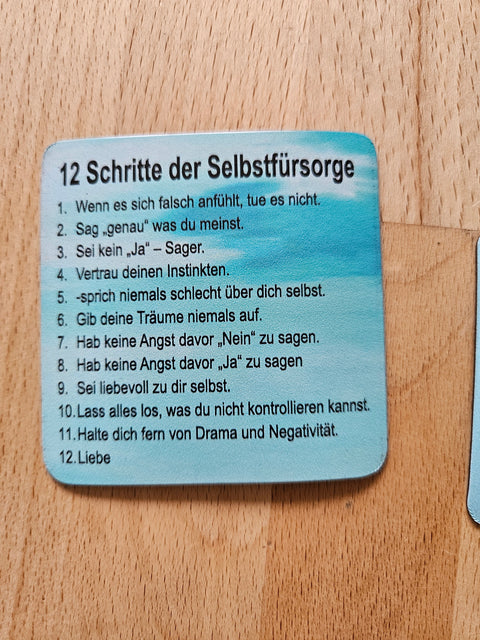 12 Schritte der Selbstfürsorge
1. Wenn es sich falsch anfühlt, tue es nicht.
2. Sag „genau“ was du meinst.
3. Sei kein „Ja“ – Sager.
4. Vertrau deinen Instinkten.
5. -sprich niemals schlecht über dich selbst.
6. Gib deine Träume niemals auf.
7. Hab keine Angst davor „Nein“ zu sagen.
8. Hab keine Angst davor „Ja“ zu sagen
9. Sei liebevoll zu dir selbst.
10. Lass alles los, was du nicht kontrollieren kannst.
11. Halte dich fern von Drama und Negativität.
12. Liebe